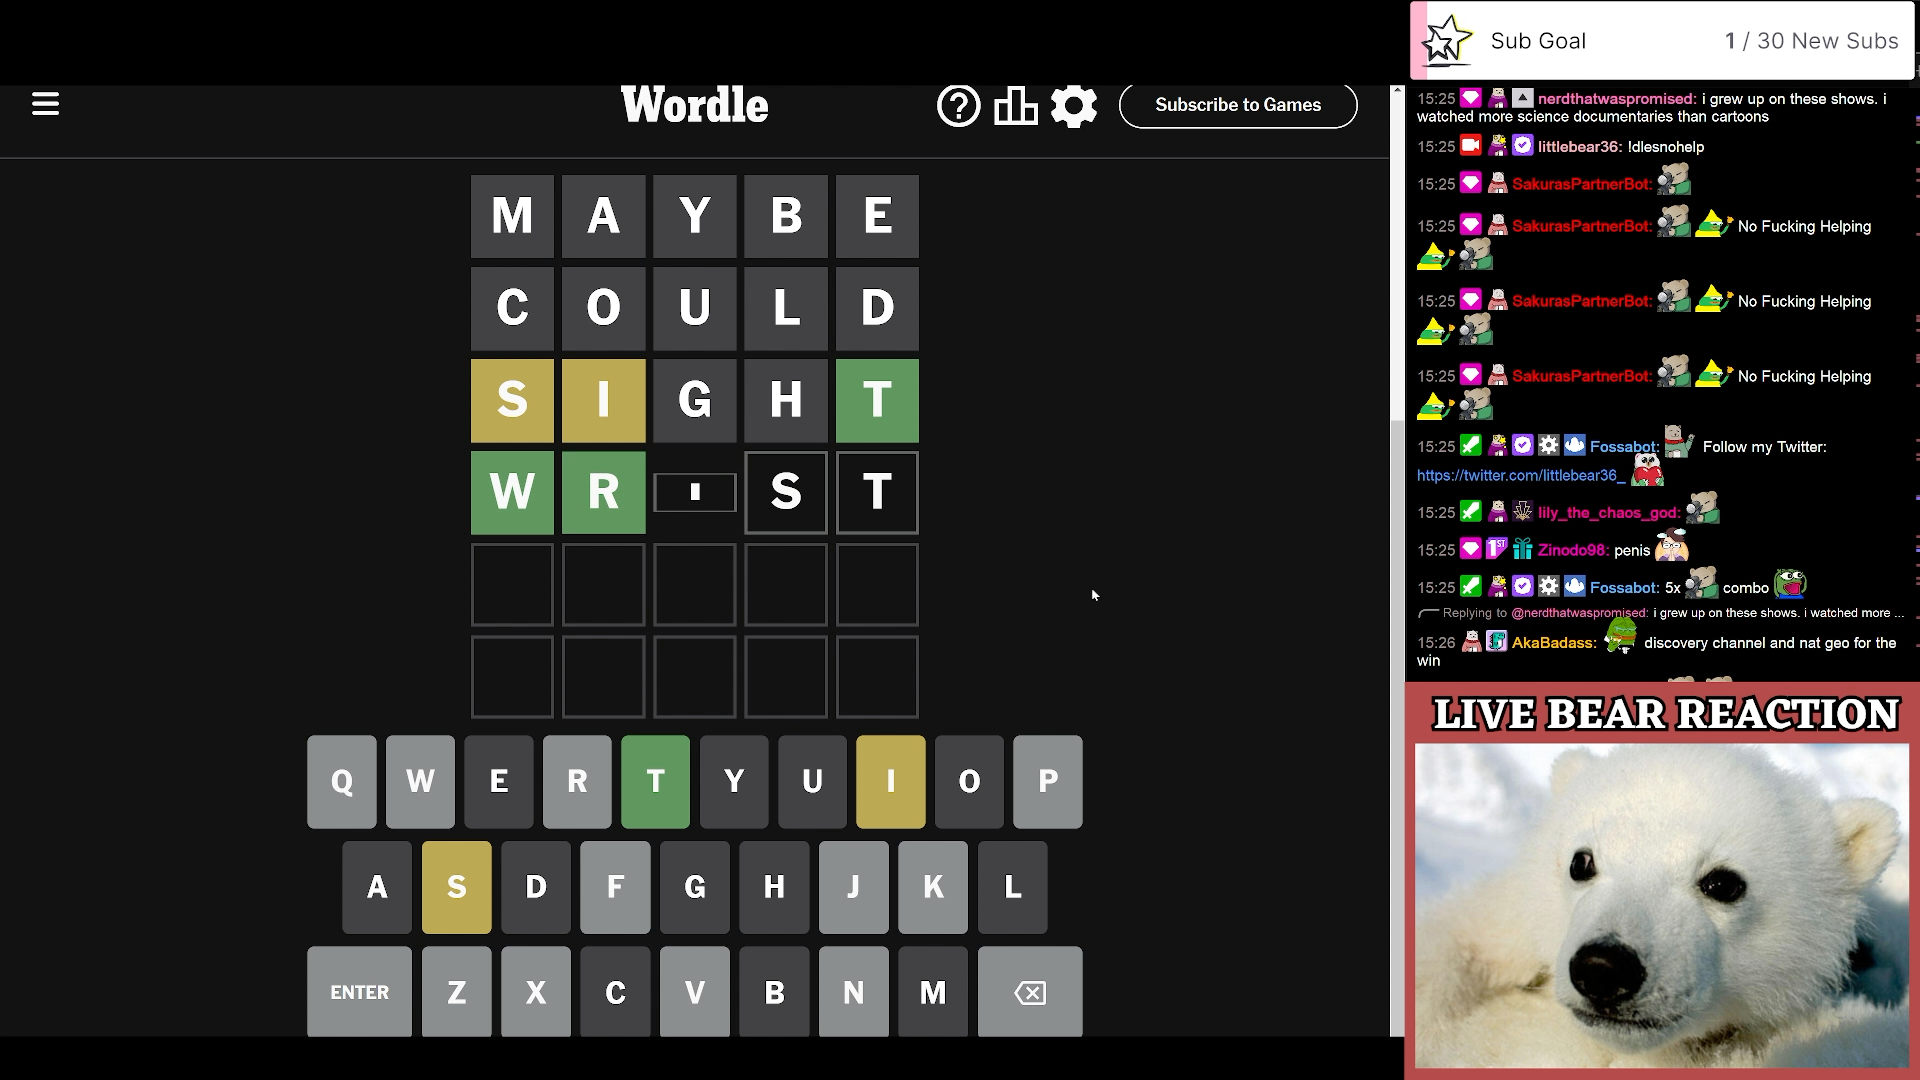 Wordle
Subscribe to Games
M A Y B E
C O U L D
S I G H T
W R I S T
Q W E R T Y U I O P
A S D F G H J K L
ENTER Z X C V B N M
Sub Goal 1 / 30 New Subs
15:25 nerdthatwaspromised: i grew up on these shows. i
watched more science documentaries than cartoons
15:25 littlebear36: !dlesnohelp
15:25 SakurasPartnerBot:
15:25 SakurasPartnerBot: No Fucking Helping
15:25 SakurasPartnerBot: No Fucking Helping
15:25 SakurasPartnerBot: No Fucking Helping
15:25 Fossabot: Follow my Twitter:
https://twitter.com/littlebear36_
15:25 lily_the_chaos_god:
15:25 1ST Zinodo98: penis
15:25 Fossabot: 5x combo
Replying to @nerdthatwaspromised: i grew up on these shows. i watched more ...
15:26 AkaBadass: discovery channel and nat geo for the
win
LIVE BEAR REACTION